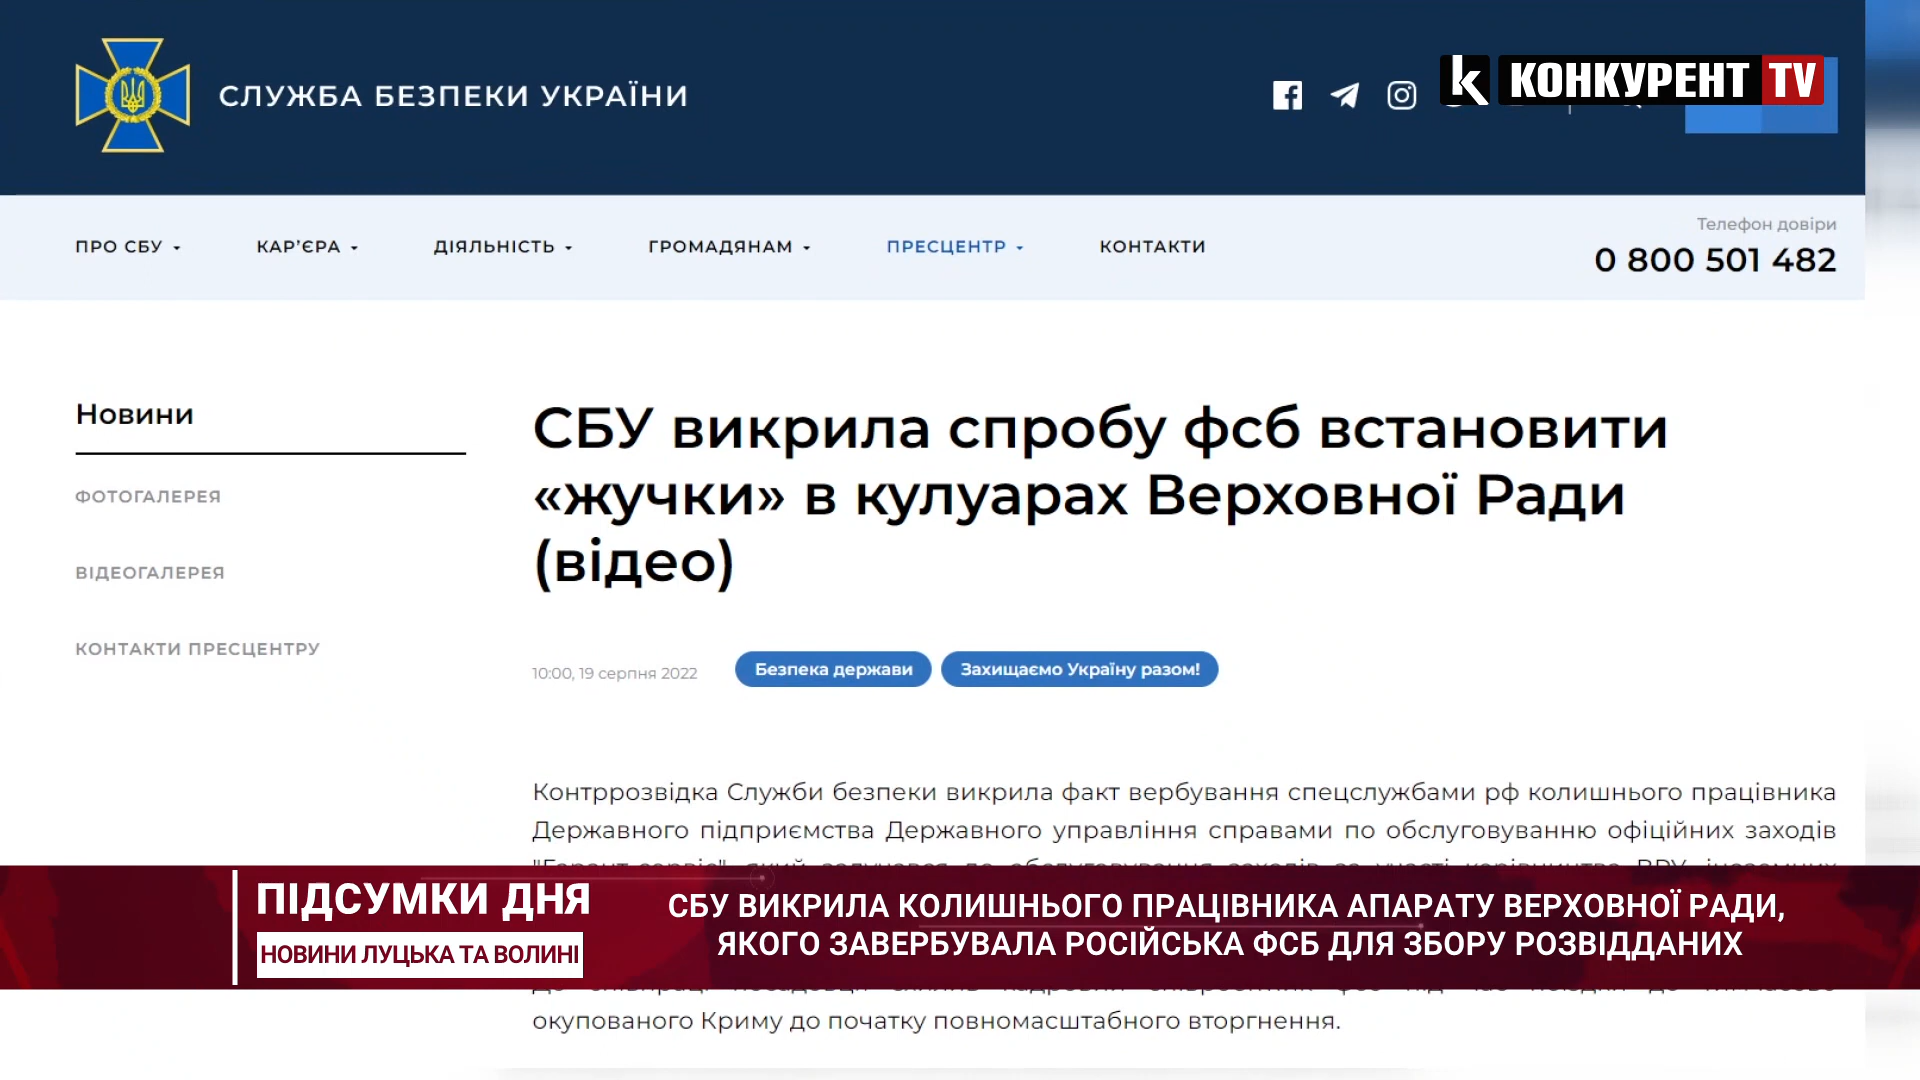 СЛУЖБА БЕЗПЕКИ УКРАЇНИ
k КОНКУРЕНТ TV
ПРО СБУ
КАР’ЄРА
ДІЯЛЬНІСТЬ
ГРОМАДЯНАМ
ПРЕСЦЕНТР
КОНТАКТИ
Телефон довіри
0 800 501 482
Новини
ФОТОГАЛЕРЕЯ
ВІДЕОГАЛЕРЕЯ
КОНТАКТИ ПРЕСЦЕНТРУ
СБУ викрила спробу фсб встановити
«жучки» в кулуарах Верховної Ради
(відео)
10:00, 19 серпня 2022
Безпека держави
Захищаємо Україну разом!
Контррозвідка Служби безпеки викрила факт вербування спецслужбами рф колишнього працівника
Державного підприємства Державного управління справами по обслуговуванню офіційних заходів
ПІДСУМКИ ДНЯ
НОВИНИ ЛУЦЬКА ТА ВОЛИНІ
СБУ ВИКРИЛА КОЛИШНЬОГО ПРАЦІВНИКА АПАРАТУ ВЕРХОВНОЇ РАДИ,
ЯКОГО ЗАВЕРБУВАЛА РОСІЙСЬКА ФСБ ДЛЯ ЗБОРУ РОЗВІДДАНИХ
окупованого Криму до початку повномасштабного вторгнення.